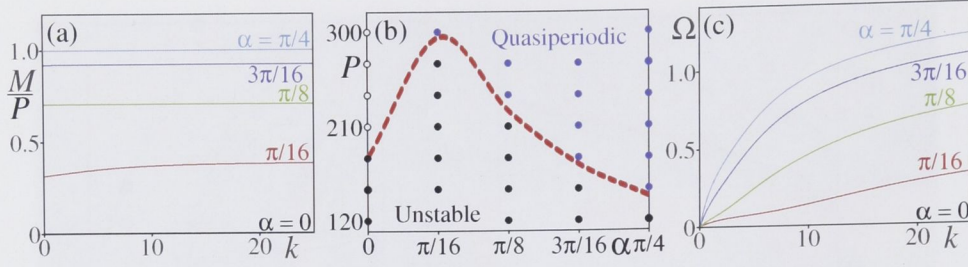 (a)
α = π/4
1.0
3π/16
M/P
π/8
0.5
π/16
α = 0
0
0 10 20 k
(b)
300
Quasiperiodic
P
210
Unstable
120
0 π/16 π/8 3π/16 α π/4
Ω (c)
α = π/4
1.0
3π/16
π/8
0.5
π/16
α = 0
0
0 10 20 k